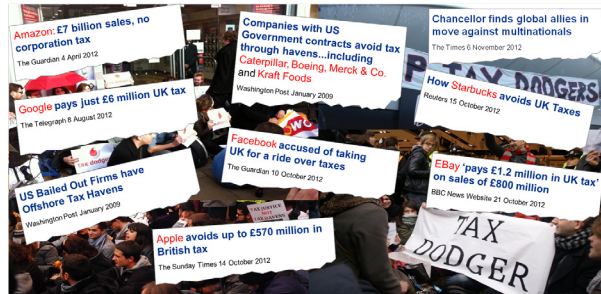 Amazon: £7 billion sales, no
corporation tax
The Guardian 4 April 2012
Companies with US
Government contracts avoid tax
through havens...including
Caterpillar, Boeing, Merck & Co.
and Kraft Foods
Washington Post January 2009
Chancellor finds global allies in
move against multinationals
The Times 6 November 2012
Google pays just £6 million UK tax
The Telegraph 8 August 2012
How Starbucks avoids UK Taxes
Reuters 15 October 2012
TAX DODGERS
Facebook accused of taking
UK for a ride over taxes
The Guardian 10 October 2012
US Bailed Out Firms have
Offshore Tax Havens
Washington Post January 2009
EBay 'pays £1.2 million in UK tax'
on sales of £800 million
BBC News Website 21 October 2012
Apple avoids up to £570 million in
British tax
The Sunday Times 14 October 2012
TAX JUSTICE
NOT
TAX HAVENS
TAX
DODGER